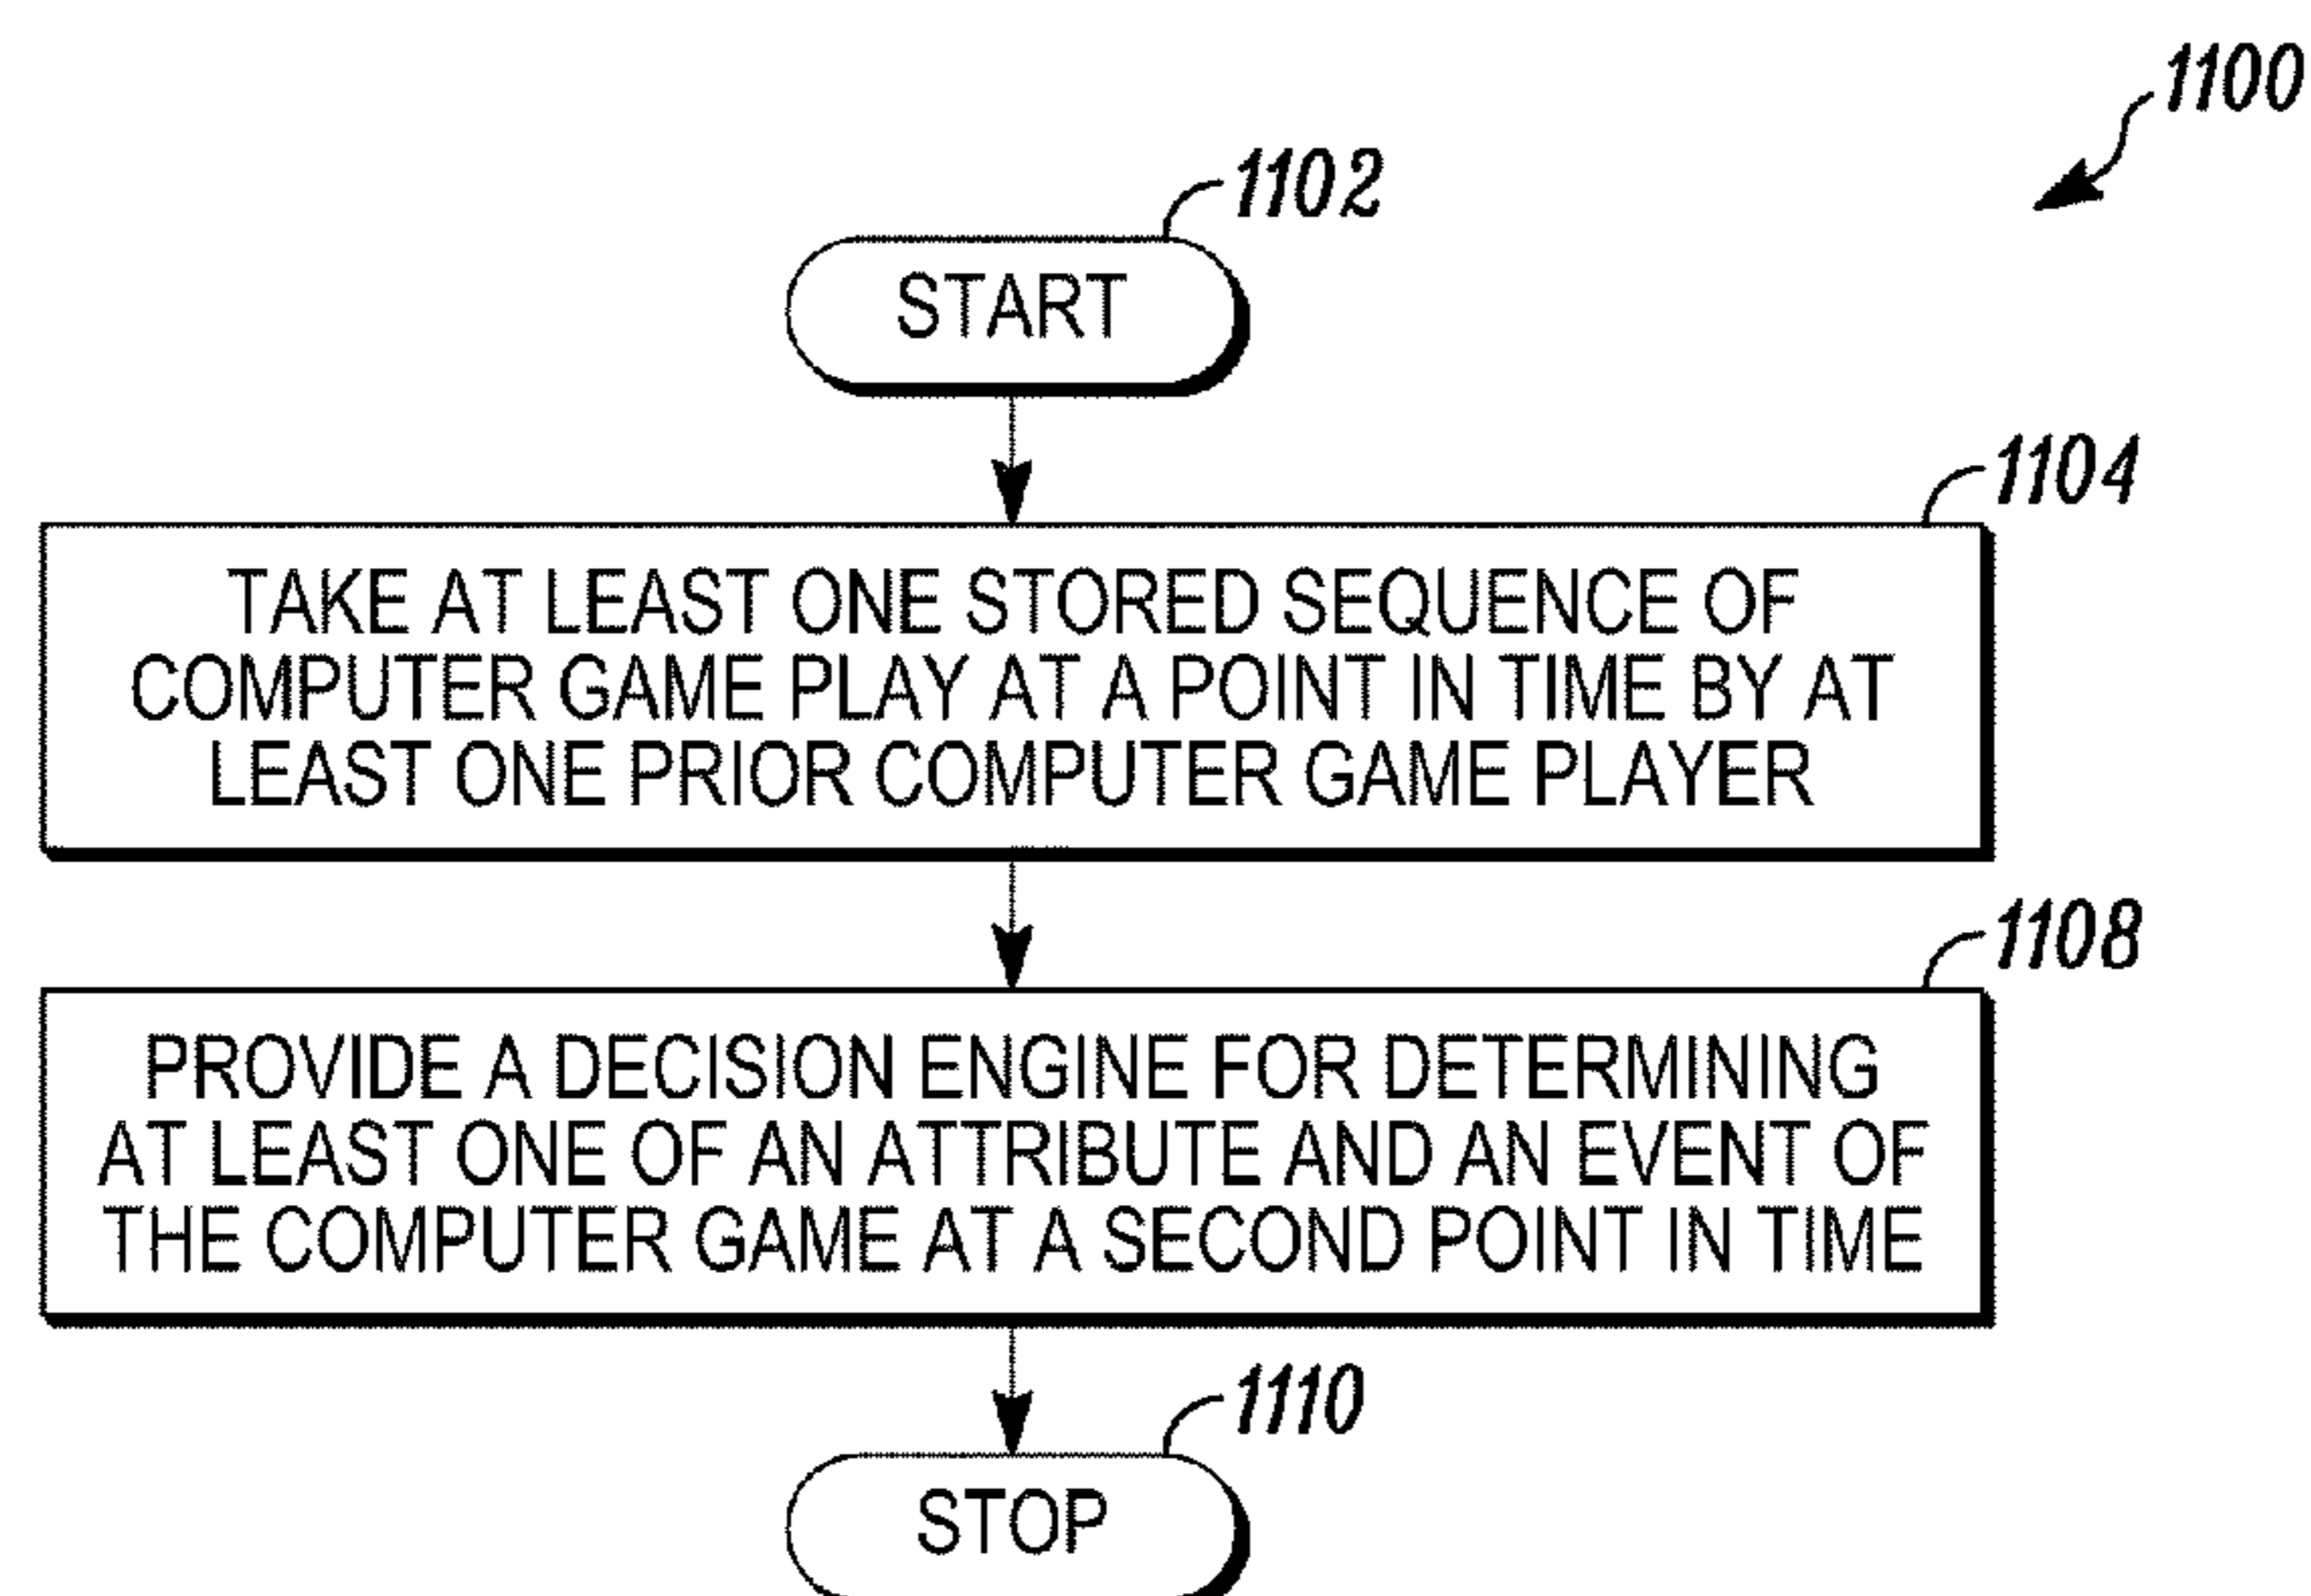 1100
1102
START
1104
TAKE AT LEAST ONE STORED SEQUENCE OF
COMPUTER GAME PLAY AT A POINT IN TIME BY AT
LEAST ONE PRIOR COMPUTER GAME PLAYER
1108
PROVIDE A DECISION ENGINE FOR DETERMINING
AT LEAST ONE OF AN ATTRIBUTE AND AN EVENT OF
THE COMPUTER GAME AT A SECOND POINT IN TIME
1110
STOP